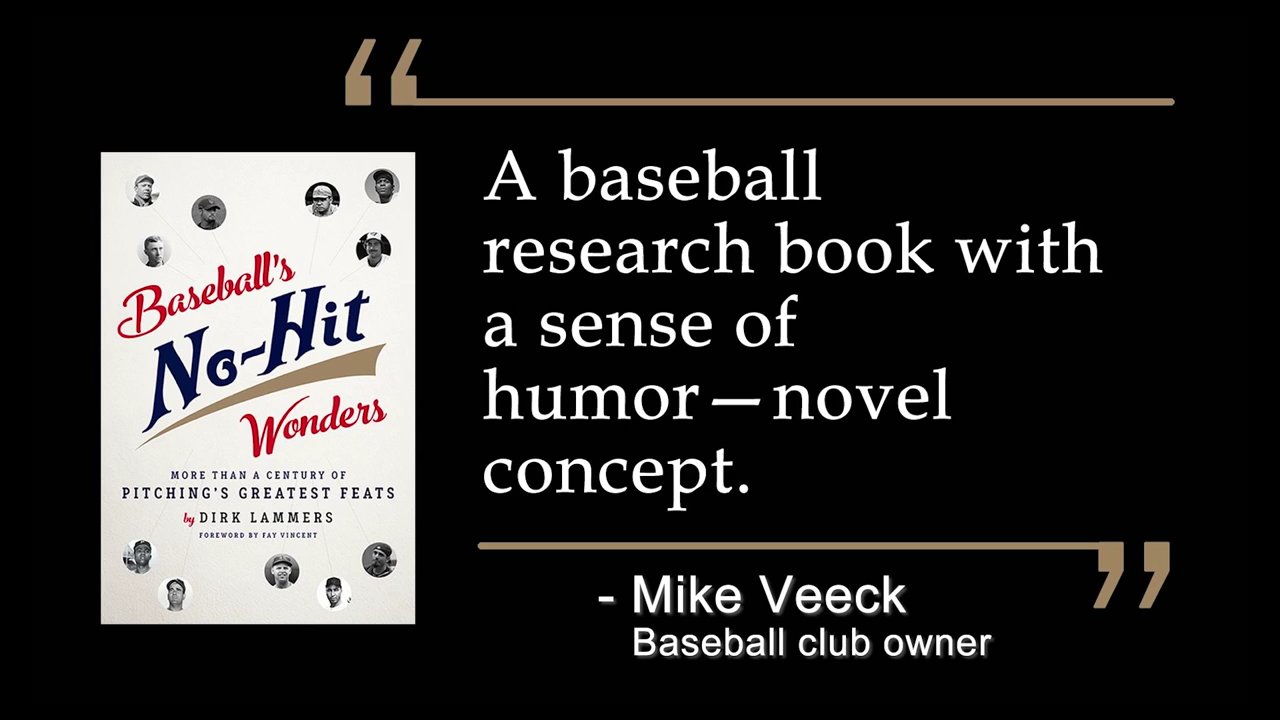 “
Baseball's
No-Hit
Wonders
MORE THAN A CENTURY OF
PITCHING'S GREATEST FEATS
by DIRK LAMMERS
FOREWORD BY FAY VINCENT
A baseball
research book with
a sense of
humor—novel
concept.
”
- Mike Veeck
Baseball club owner